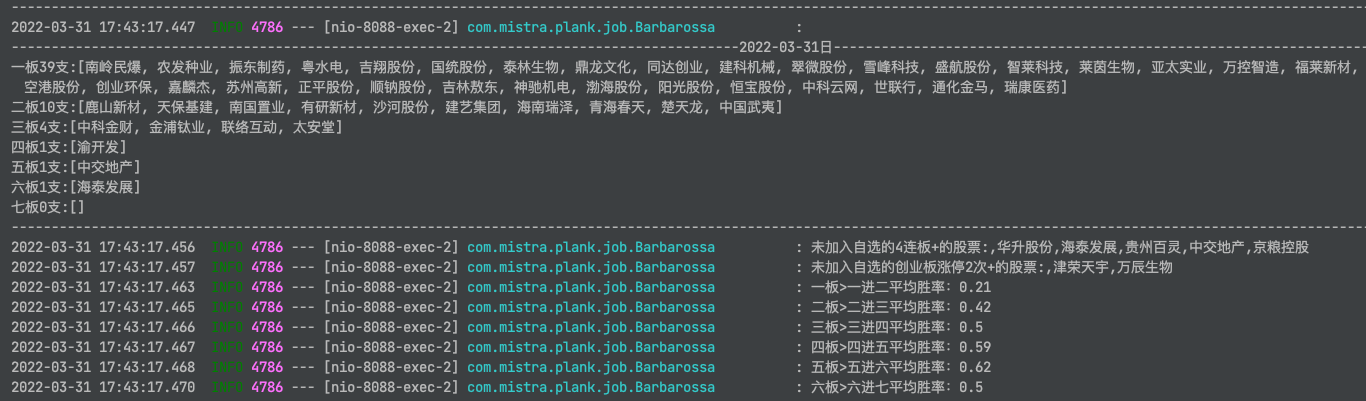 2022-03-31 17:43:17.447 INFO 4786 --- [nio-8088-exec-2] com.mistra.plank.job.Barbarossa :
--------------------2022-03-31日--------------------
一板39支:[南岭民爆, 农发种业, 振东制药, 粤水电, 吉翔股份, 国统股份, 泰林生物, 鼎龙文化, 同达创业, 建科机械, 翠微股份, 雪峰科技, 盛航股份, 智莱科技, 莱茵生物, 亚太实业, 万控智造, 福莱新材,
空港股份, 创业环保, 嘉麟杰, 苏州高新, 正平股份, 顺钠股份, 吉林敖东, 神驰机电, 渤海股份, 阳光股份, 恒宝股份, 中科云网, 世联行, 通化金马, 瑞康医药]
二板10支:[鹿山新材, 天保基建, 南国置业, 有研新材, 沙河股份, 建艺集团, 海南瑞泽, 青海春天, 楚天龙, 中国武夷]
三板4支:[中科金财, 金浦钛业, 联络互动, 太安堂]
四板1支:[渝开发]
五板1支:[中交地产]
六板1支:[海泰发展]
七板0支:[]
2022-03-31 17:43:17.456 INFO 4786 --- [nio-8088-exec-2] com.mistra.plank.job.Barbarossa : 未加入自选的4连板+的股票:,华升股份,海泰发展,贵州百灵,中交地产,京粮控股
2022-03-31 17:43:17.457 INFO 4786 --- [nio-8088-exec-2] com.mistra.plank.job.Barbarossa : 未加入自选的创业板涨停2次+的股票:,津荣天宇,万辰生物
2022-03-31 17:43:17.463 INFO 4786 --- [nio-8088-exec-2] com.mistra.plank.job.Barbarossa : 一板>一进二平均胜率：0.21
2022-03-31 17:43:17.465 INFO 4786 --- [nio-8088-exec-2] com.mistra.plank.job.Barbarossa : 二板>二进三平均胜率：0.42
2022-03-31 17:43:17.466 INFO 4786 --- [nio-8088-exec-2] com.mistra.plank.job.Barbarossa : 三板>三进四平均胜率：0.5
2022-03-31 17:43:17.467 INFO 4786 --- [nio-8088-exec-2] com.mistra.plank.job.Barbarossa : 四板>四进五平均胜率：0.59
2022-03-31 17:43:17.468 INFO 4786 --- [nio-8088-exec-2] com.mistra.plank.job.Barbarossa : 五板>五进六平均胜率：0.62
2022-03-31 17:43:17.470 INFO 4786 --- [nio-8088-exec-2] com.mistra.plank.job.Barbarossa : 六板>六进七平均胜率：0.5